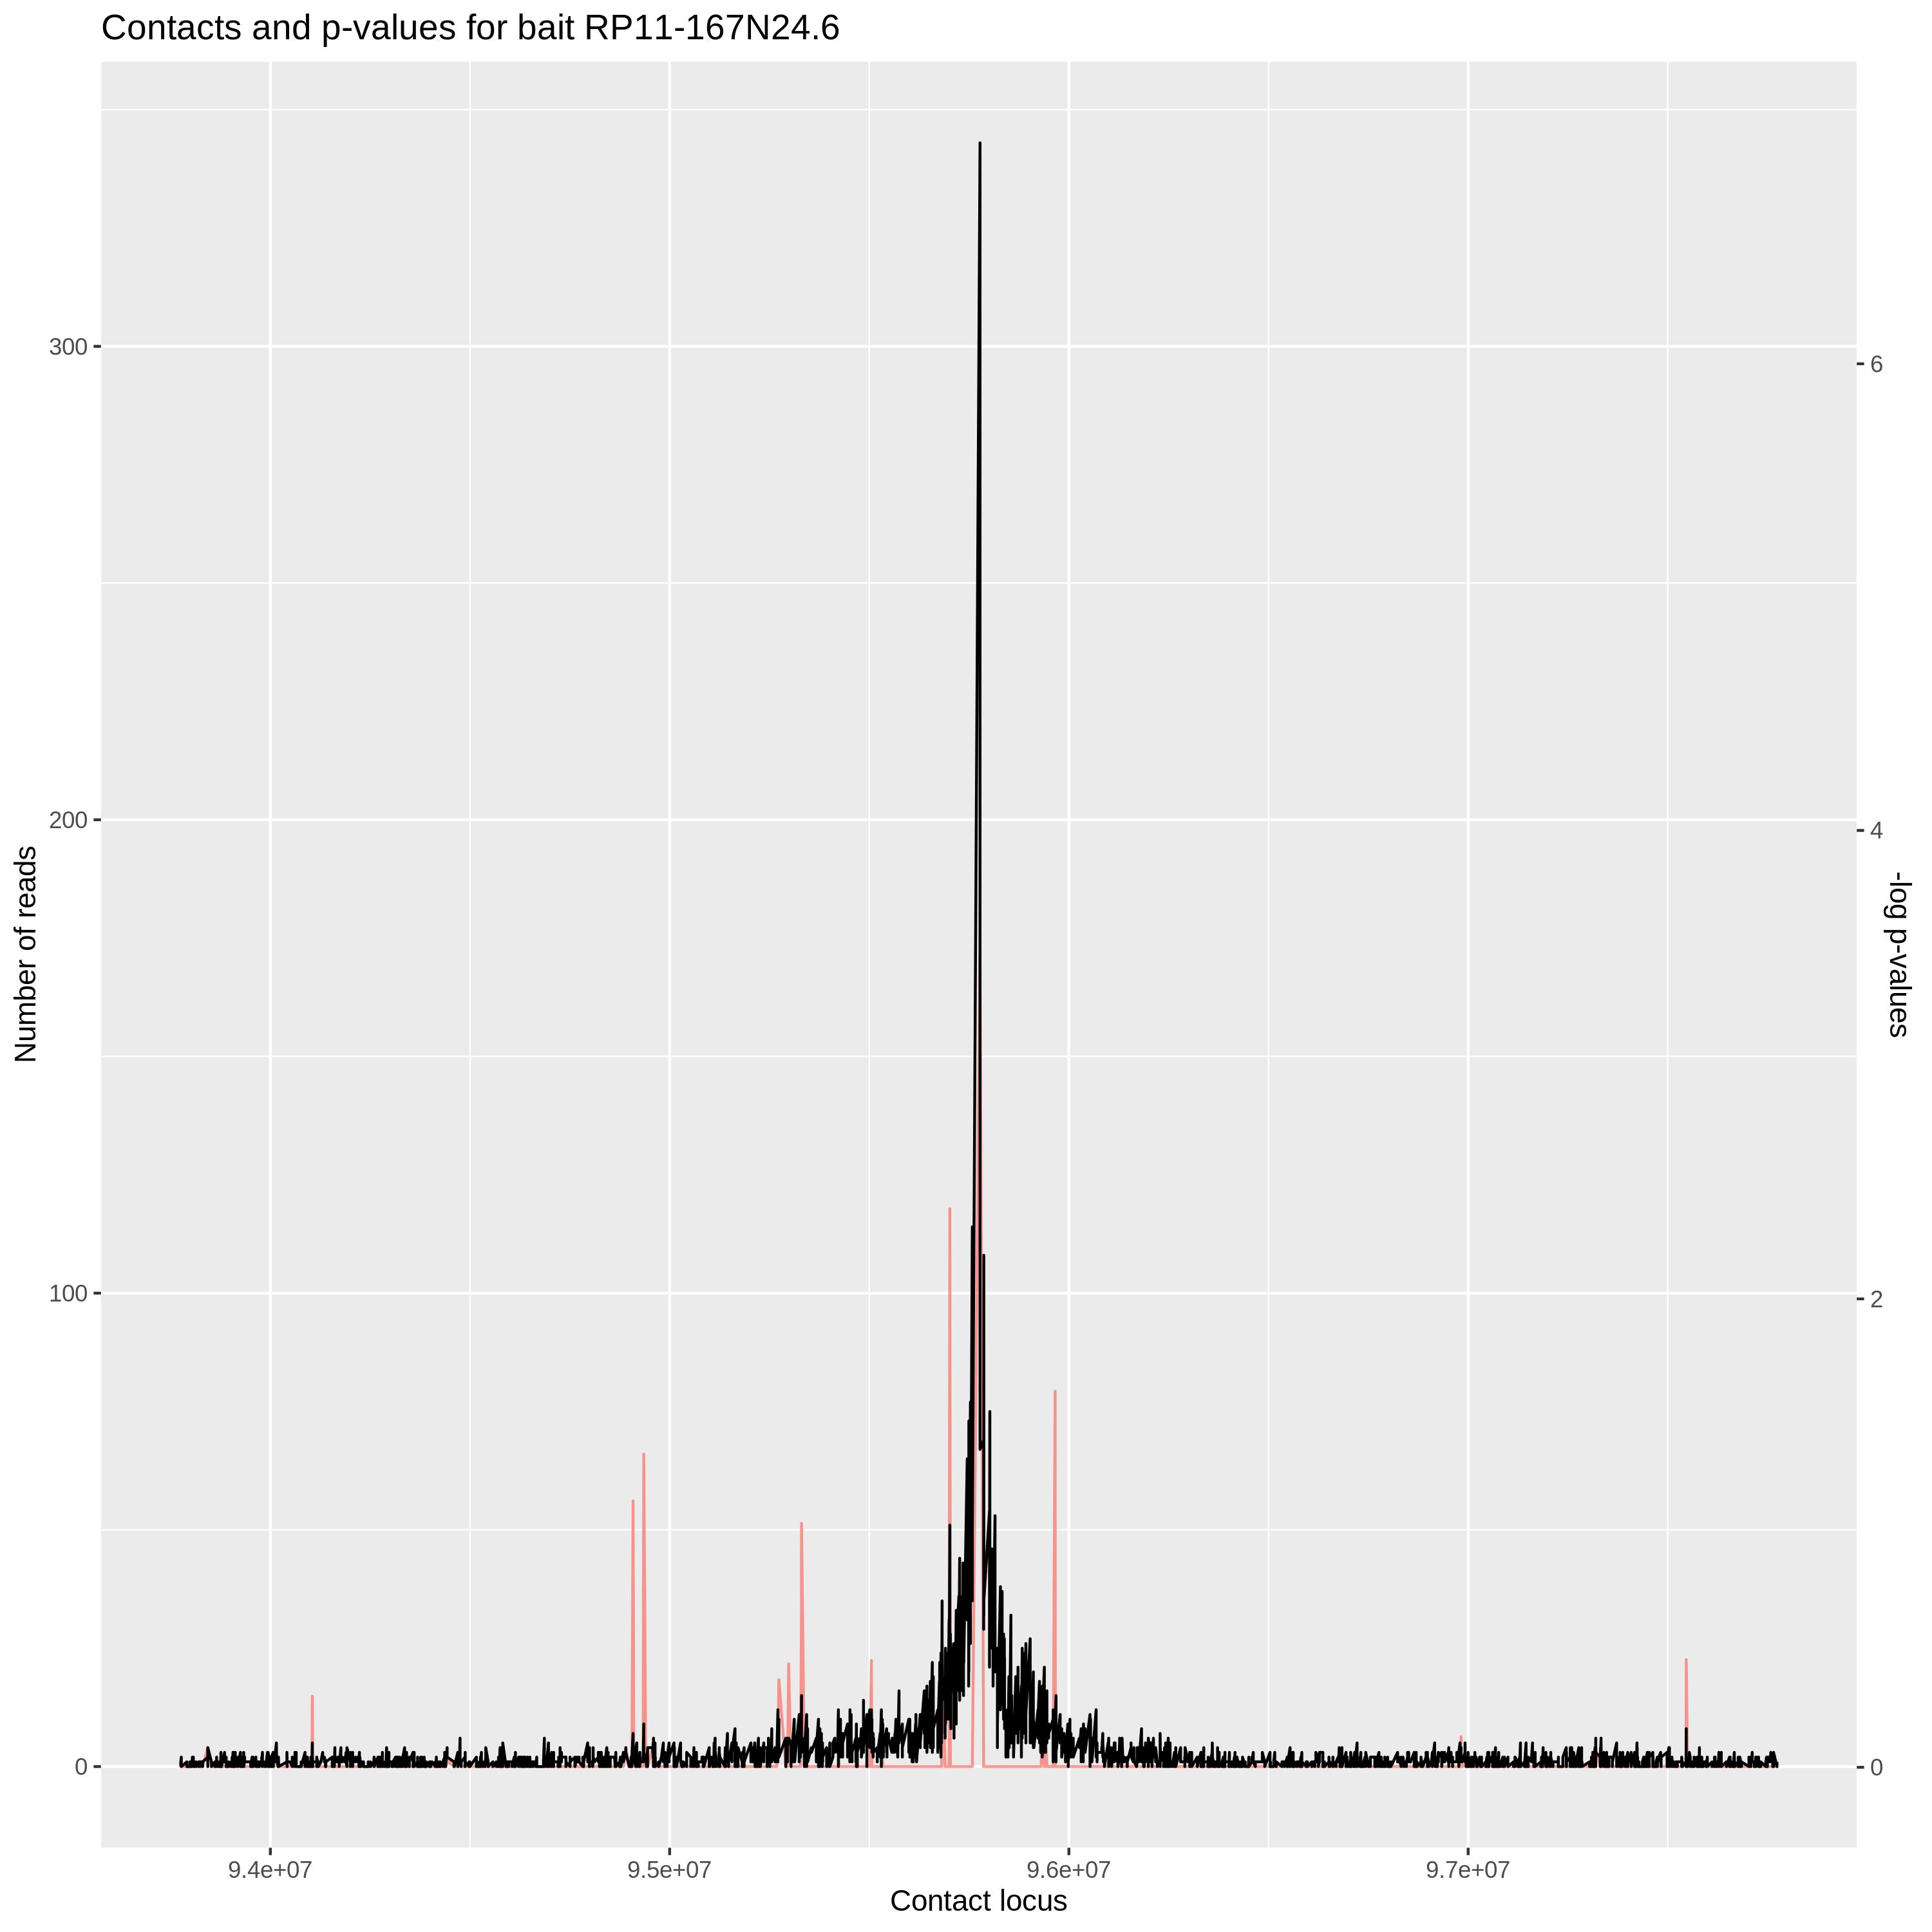 Contacts and p-values for bait RP11-167N24.6
300
200
100
0
6
4
2
0
Number of reads
-log p-values
9.4e+07
9.5e+07
9.6e+07
9.7e+07
Contact locus